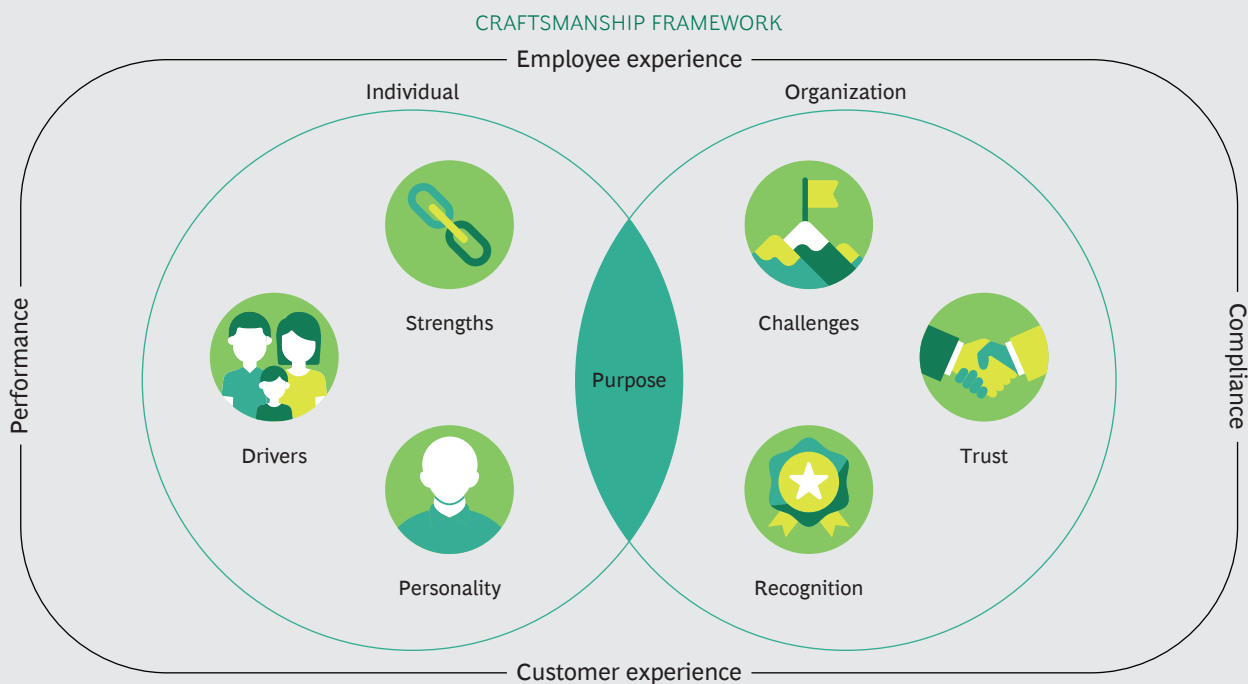 CRAFTSMANSHIP FRAMEWORK
Employee experience
Individual
Organization
Strengths
Challenges
Performance
Purpose
Compliance
Drivers
Trust
Personality
Recognition
Customer experience